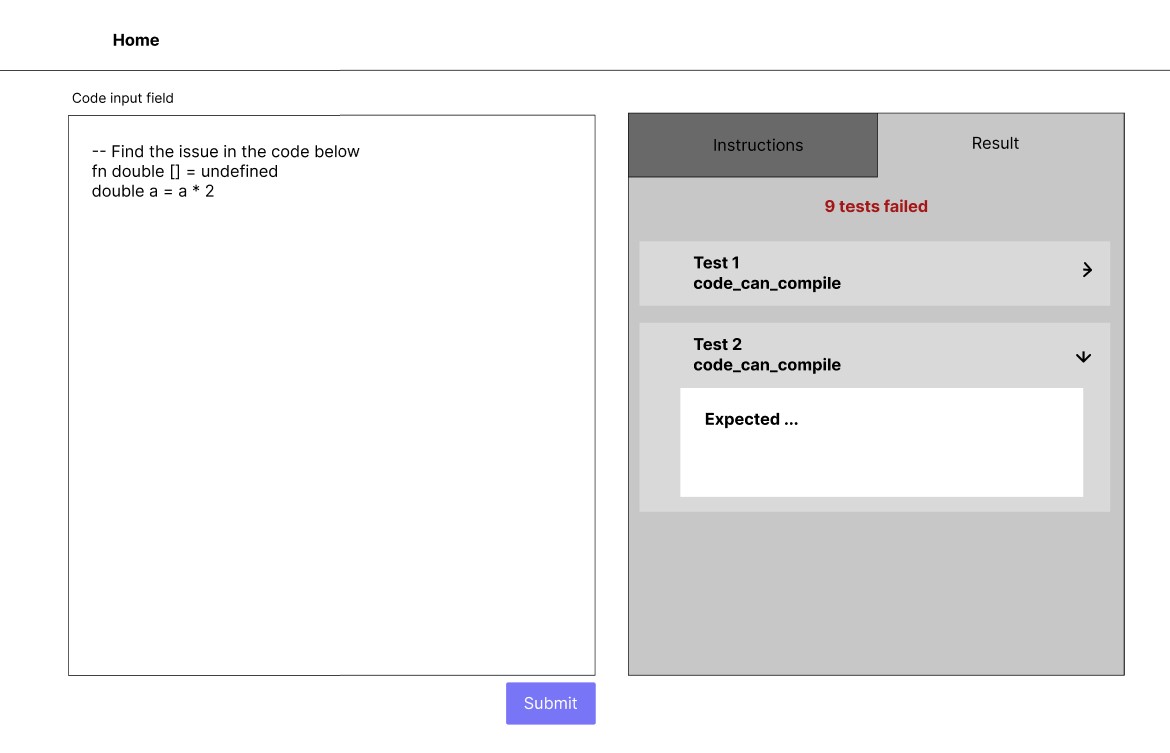 Home
Code input field
-- Find the issue in the code below
fn double [] = undefined
double a = a * 2
Submit
Instructions
Result
9 tests failed
Test 1
code_can_compile
Test 2
code_can_compile
Expected ...